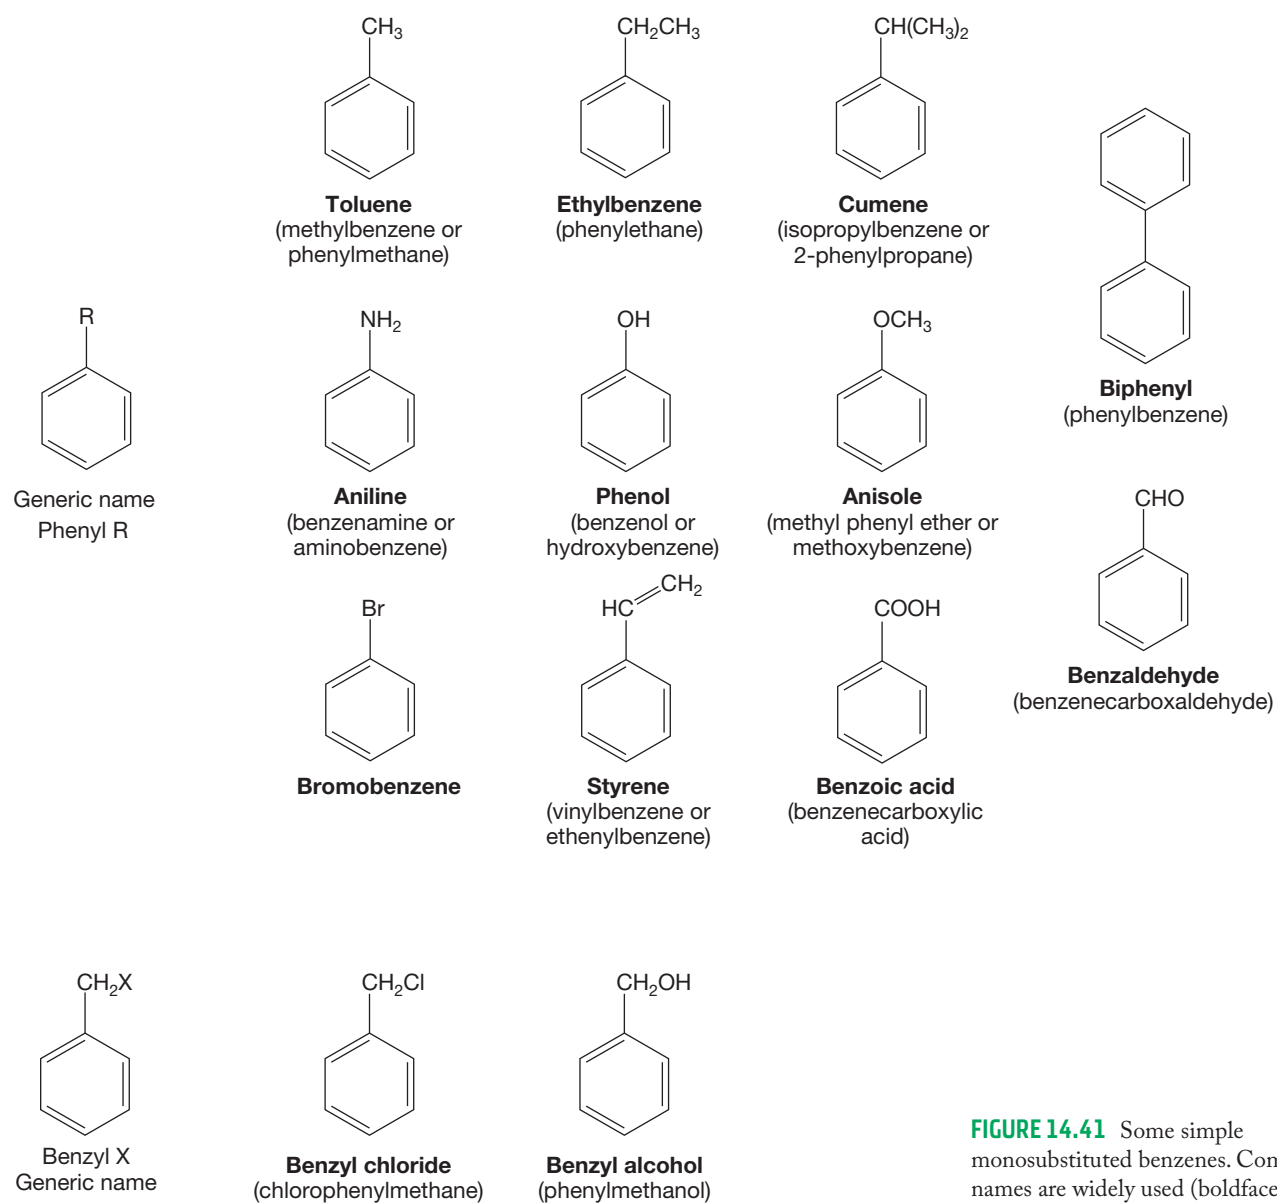 CH₃
Toluene
(methylbenzene or
phenylmethane)
CH₂CH₃
Ethylbenzene
(phenylethane)
CH(CH₃)₂
Cumene
(isopropylbenzene or
2-phenylpropane)
Biphenyl
(phenylbenzene)
R
Generic name
Phenyl R
NH₂
Aniline
(benzenamine or
aminobenzene)
OH
Phenol
(benzenol or
hydroxybenzene)
OCH₃
Anisole
(methyl phenyl ether or
methoxybenzene)
CHO
Benzaldehyde
(benzenecarboxaldehyde)
Br
Bromobenzene
HC CH₂
Styrene
(vinylbenzene or
ethenylbenzene)
COOH
Benzoic acid
(benzenecarboxylic
acid)
CH₂X
Benzyl X
Generic name
CH₂Cl
Benzyl chloride
(chlorophenylmethane)
CH₂OH
Benzyl alcohol
(phenylmethanol)
FIGURE 14.41 Some simple
monosubstituted benzenes.
names are widely used (boldface